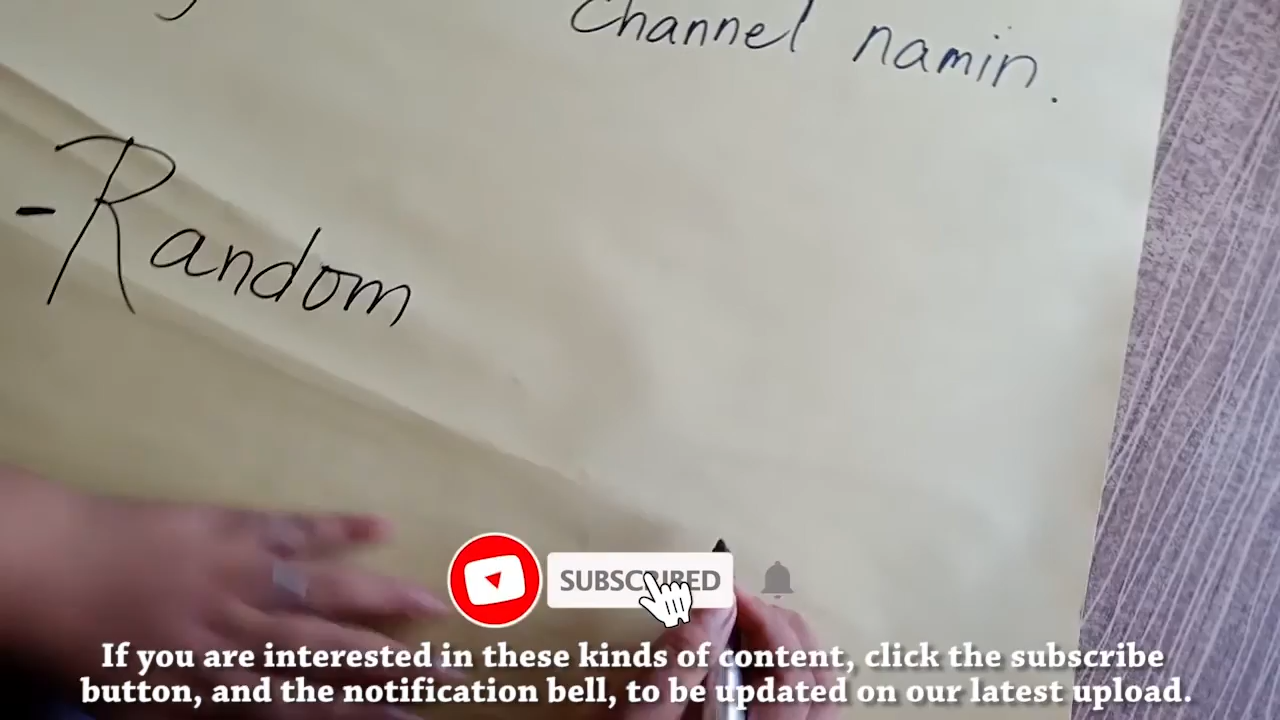 Channel namin.
-Random
SUBSCRIBED
If you are interested in these kinds of content, click the subscribe
button, and the notification bell, to be updated on our latest upload.